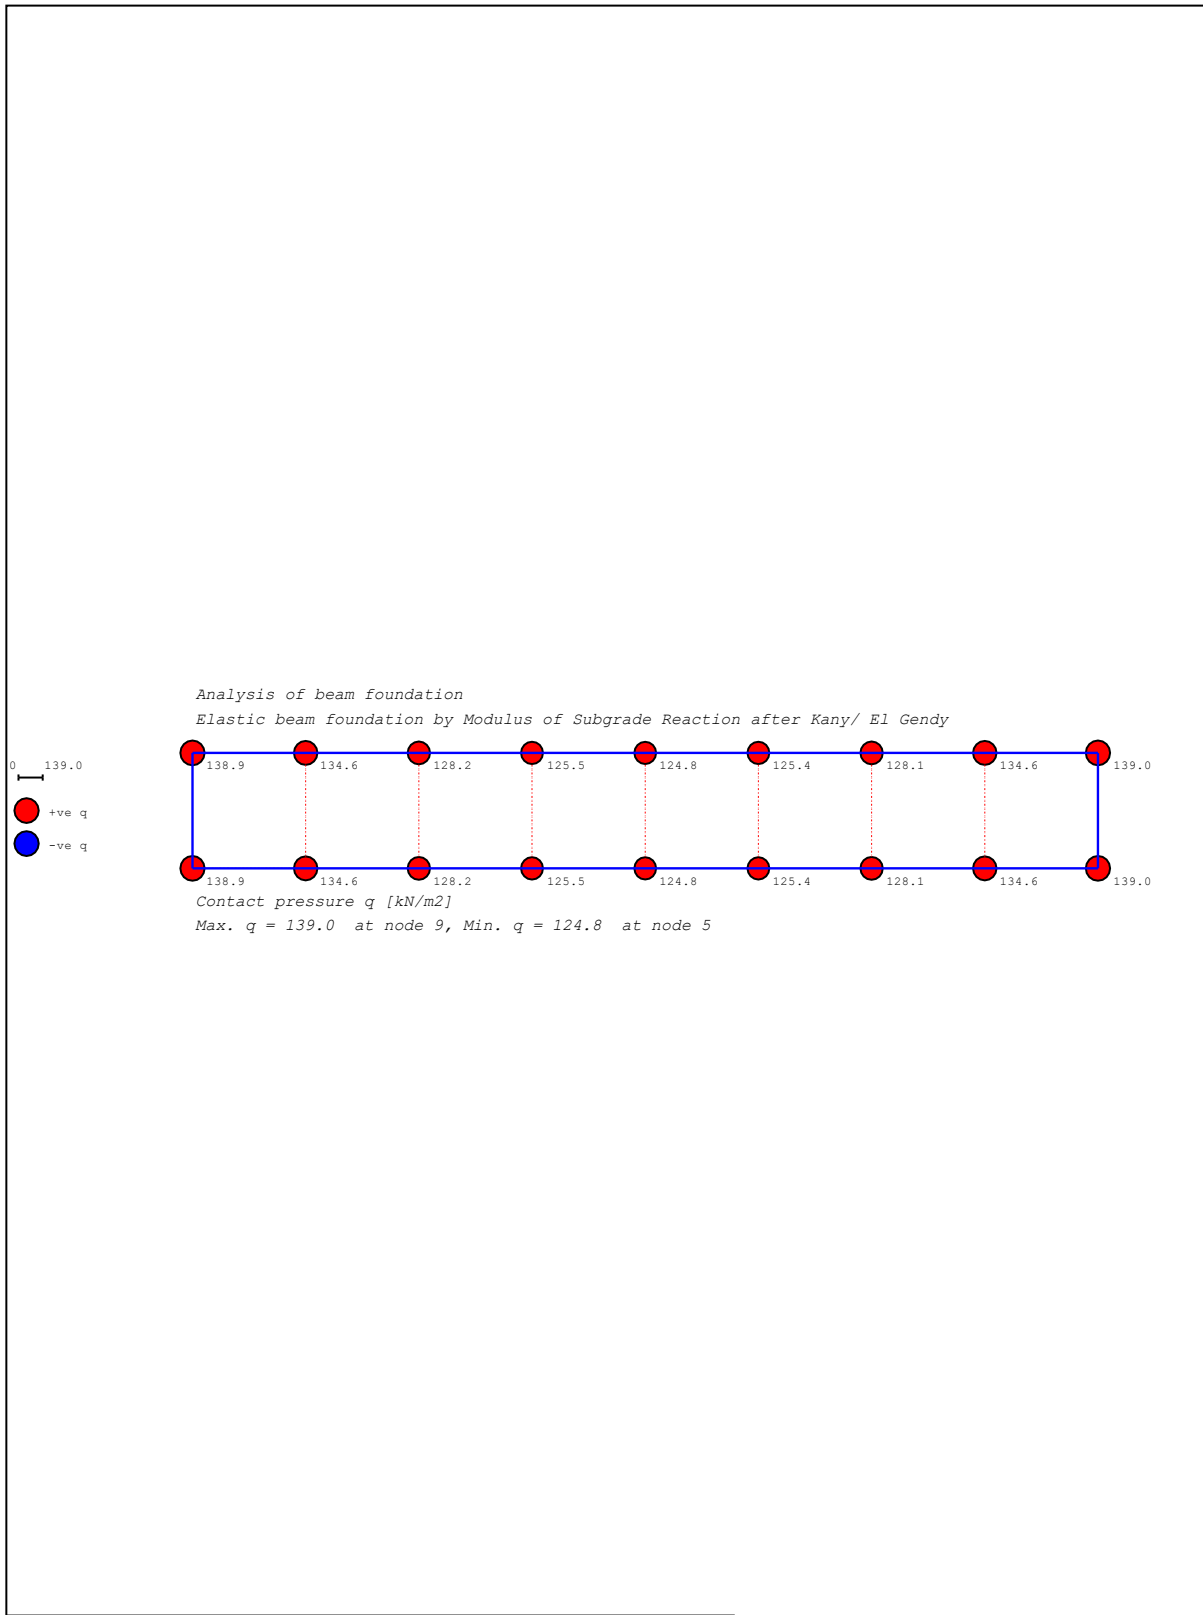 Analysis of beam foundation
Elastic beam foundation by Modulus of Subgrade Reaction after Kany/ El Gendy
0 139.0
138.9 134.6 128.2 125.5 124.8 125.4 128.1 134.6 139.0
+ve q
-ve q
138.9 134.6 128.2 125.5 124.8 125.4 128.1 134.6 139.0
Contact pressure q [kN/m2]
Max. q = 139.0 at node 9, Min. q = 124.8 at node 5